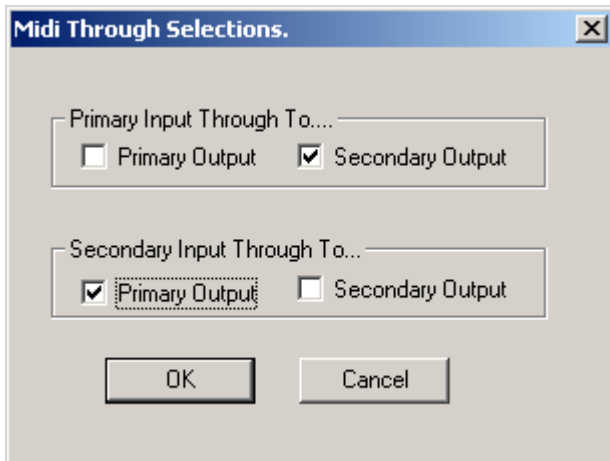 Midi Through Selections.
Primary Input Through To....
Primary Output Secondary Output
Secondary Input Through To...
Primary Output Secondary Output
OK Cancel